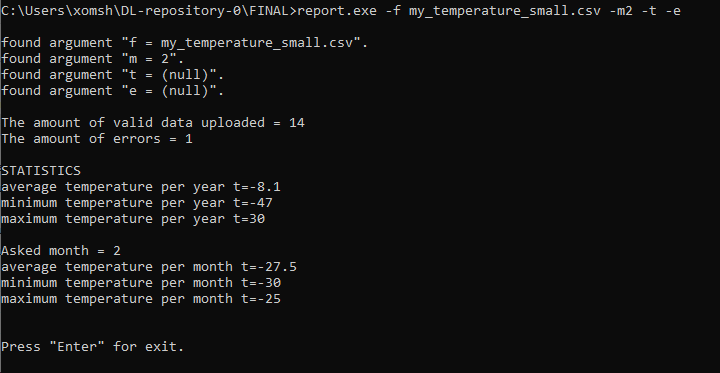 C:\Users\xomsh\DL-repository-0\FINAL>report.exe -f my_temperature_small.csv -m2 -t -e
found argument "f = my_temperature_small.csv".
found argument "m = 2".
found argument "t = (null)".
found argument "e = (null)".
The amount of valid data uploaded = 14
The amount of errors = 1
STATISTICS
average temperature per year t=-8.1
minimum temperature per year t=-47
maximum temperature per year t=30
Asked month = 2
average temperature per month t=-27.5
minimum temperature per month t=-30
maximum temperature per month t=-25
Press "Enter" for exit.